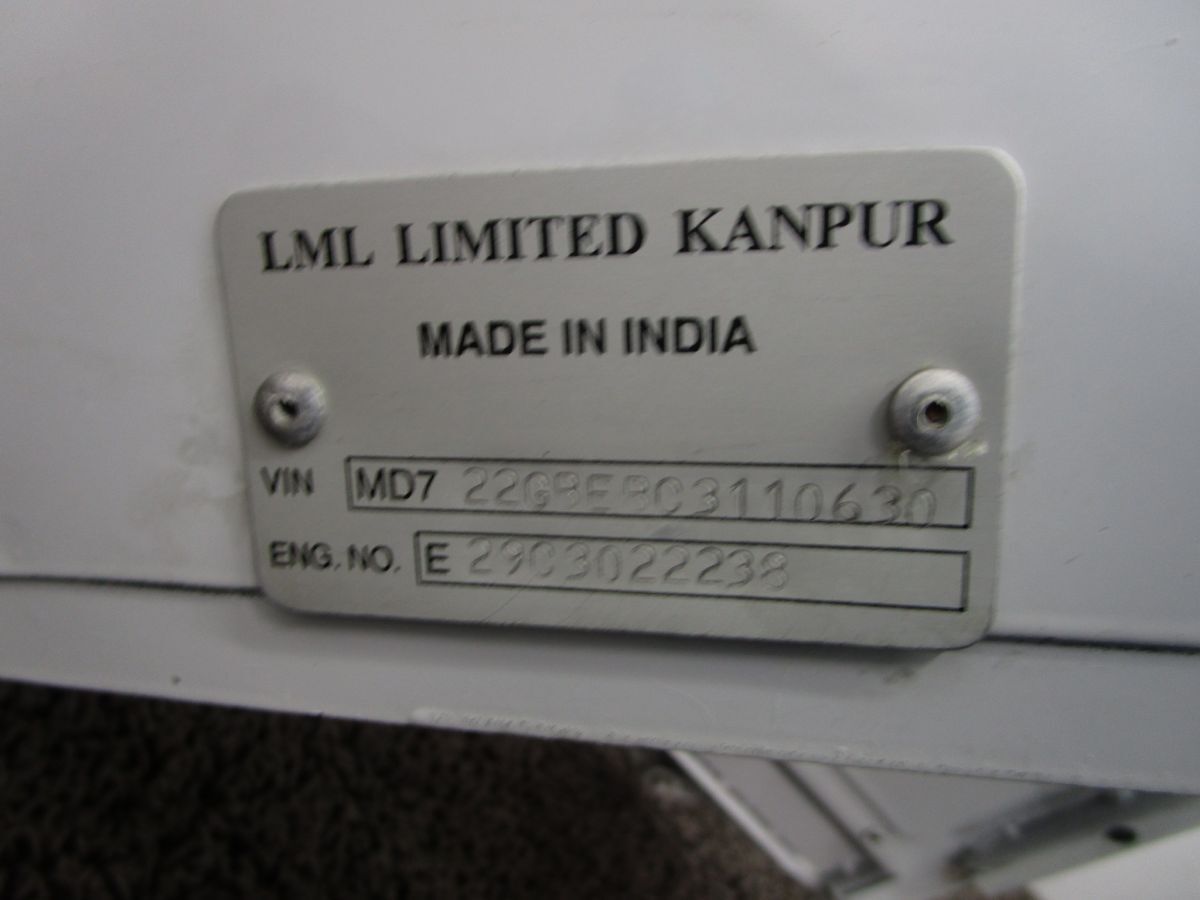 LML LIMITED KANPUR
MADE IN INDIA
VIN MD7 22GBEBC3110630
ENG. NO. E 29C3022238